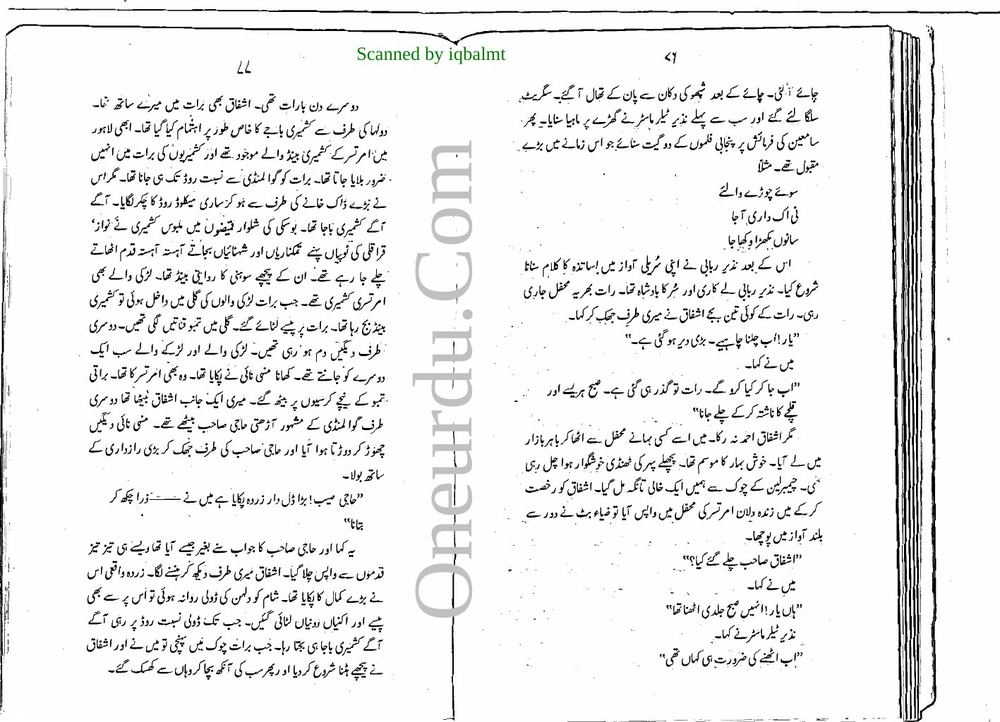 Scanned by iqbalmt
۷۶
چائے آ گئی۔ چائے کے بعد شیھو کی دکان سے پان کے تھال آ گئے۔ سگریٹ
سلگا لئے گئے اور سب سے پہلے نذیر ٹیلر ماسٹر نے گھڑے پر ماہیا سنایا۔ پھر
سامعین کی فرمائش پر پنجابی فلموں کے دو گیت سنائے جو اس زمانے میں بڑے
مقبول تھے۔ مثلاً
سوئے چوڑے والئے
نی اک واری آ جا
سانوں مکھڑا وکھا جا
اس کے بعد نذیر ربانی نے اپنی سُریلی آواز میں اساتذہ کا کلام سنانا
شروع کیا۔ نذیر ربانی لے کاری اور سُر کا بادشاہ تھا۔ رات بھر یہ محفل جاری
رہی۔ رات کے کوئی تین بجے اشفاق نے میری طرف جھک کر کہا۔
"یار! اب چلنا چاہیے۔ بڑی دیر ہو گئی ہے۔"
میں نے کہا۔
"اب جا کر کیا کرو گے۔ رات تو گذر ہی گئی ہے۔ صبح ہریسے اور
قلچے کا ناشتہ کر کے چلے جانا"
مگر اشفاق احمد نہ رکا۔ میں اسے کسی بہانے محفل سے اٹھا کر باہر بازار
میں لے آیا۔ خوش بہار کا موسم تھا۔ پچھلے پہر کی ٹھنڈی خوشگوار ہوا چل رہی
تھی۔ چیمبرلین کے چوک سے ہمیں ایک خالی تانگہ مل گیا۔ اشفاق کو رخصت
کر کے میں زندہ دلان امرتسر کی محفل میں واپس آیا تو ضیاء بٹ نے دور سے
بلند آواز میں پوچھا۔
"اشفاق صاحب چلے گئے کیا؟"
میں نے کہا۔
"ہاں یار! انہیں صبح جلدی اٹھنا تھا"
نذیر ٹیلر ماسٹر نے کہا۔
"اب اٹھنے کی ضرورت ہی کہاں تھی"
۷۷
دوسرے دن بارات تھی۔ اشفاق بھی برات میں میرے ساتھ تھا۔
دولہا کی طرف سے کشمیری باجے کا خاص طور پر اہتمام کیا گیا تھا۔ ابھی لاہور
میں امرتسر کے کشمیری بینڈ والے موجود تھے اور کشمیریوں کی برات میں انہیں
ضرور بلایا جاتا تھا۔ برات کو گوالمنڈی سے نسبت روڈ تک ہی جانا تھا۔ مگر اس
نے بڑے ڈاک خانے کی طرف سے ہو کر ساری میکلوڈ روڈ کا چکر لگایا۔ آگے
آگے کشمیری باجا تھا۔ بوسکی کی شلوار قمیضوں میں ملبوس کشمیری نے نواز‘
قراقلی کی ٹوپیاں پہنے نکناریاں اور شہنائیاں بجاتے آہستہ آہستہ قدم اٹھاتے
چلے جا رہے تھے۔ ان کے پیچھے سوہنی کا روایتی بینڈ تھا۔ لڑکی والے بھی
امرتسری کشمیری تھے۔ جب برات لڑکی والوں کی گلی میں داخل ہوئی تو کشمیری
بینڈ بج رہا تھا۔ برات پر پیسے لٹائے گئے۔ گلی میں تمبو قناتیں لگی تھیں۔ دوسری
طرف دیگیں دم ہو رہی تھیں۔ لڑکی والے اور لڑکے والے سب ایک
دوسرے کو جانتے تھے۔ کھانا منی نائی نے پکایا تھا۔ وہ بھی امرتسر کا تھا۔ براتی
تمبو کے نیچے کرسیوں پر بیٹھ گئے۔ میری ایک جانب اشفاق بیٹھا تھا دوسری
طرف گوالمنڈی کے مشہور آڑھتی حاجی صاحب بیٹھے تھے۔ منی نائی دیگیں
چھوڑ کر دوڑتا ہوا آیا اور حاجی صاحب کی طرف جھک کر بڑی رازداری کے
ساتھ بولا۔
"حاجی صیب! بڑا ڈل دار زردہ پکایا ہے میں نے ——— ذرا چکھ کر
بتانا"
یہ کہا اور حاجی صاحب کا جواب سنے بغیر جیسے آیا تھا ویسے ہی تیز تیز
قدموں سے واپس چلا گیا۔ اشفاق میری طرف دیکھ کر ہنسنے لگا۔ زردہ واقعی اس
نے بڑے کمال کا پکایا تھا۔ شام کو دلہن کی ڈولی روانہ ہوئی تو اُس پر سے بھی
پیسے اور اکنیاں دونیاں لٹائی گئیں۔ جب تک ڈولی نسبت روڈ پر رہی آگے
آگے کشمیری باجا ہی بجتا رہا۔ جب برات چوک میں پہنچی تو میں نے اور اشفاق
نے پیچھے ہٹنا شروع کر دیا اور پھر سب کی آنکھ بچا کر وہاں سے کھسک گئے۔
Oneurdu.Com